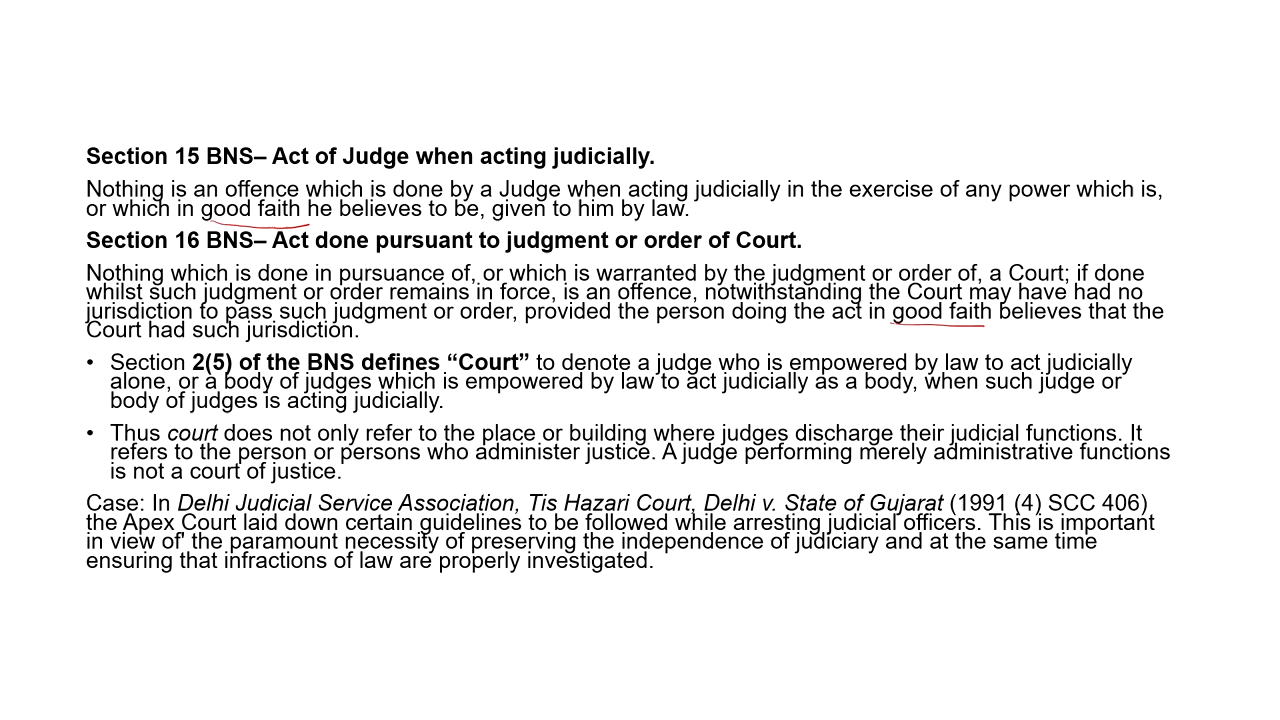 Section 15 BNS– Act of Judge when acting judicially.
Nothing is an offence which is done by a Judge when acting judicially in the exercise of any power which is,
or which in good faith he believes to be, given to him by law.
Section 16 BNS– Act done pursuant to judgment or order of Court.
Nothing which is done in pursuance of, or which is warranted by the judgment or order of, a Court; if done
whilst such judgment or order remains in force, is an offence, notwithstanding the Court may have had no
jurisdiction to pass such judgment or order, provided the person doing the act in good faith believes that the
Court had such jurisdiction.
• Section 2(5) of the BNS defines “Court” to denote a judge who is empowered by law to act judicially
alone, or a body of judges which is empowered by law to act judicially as a body, when such judge or
body of judges is acting judicially.
• Thus court does not only refer to the place or building where judges discharge their judicial functions. It
refers to the person or persons who administer justice. A judge performing merely administrative functions
is not a court of justice.
Case: In Delhi Judicial Service Association, Tis Hazari Court, Delhi v. State of Gujarat (1991 (4) SCC 406)
the Apex Court laid down certain guidelines to be followed while arresting judicial officers. This is important
in view of' the paramount necessity of preserving the independence of judiciary and at the same time
ensuring that infractions of law are properly investigated.